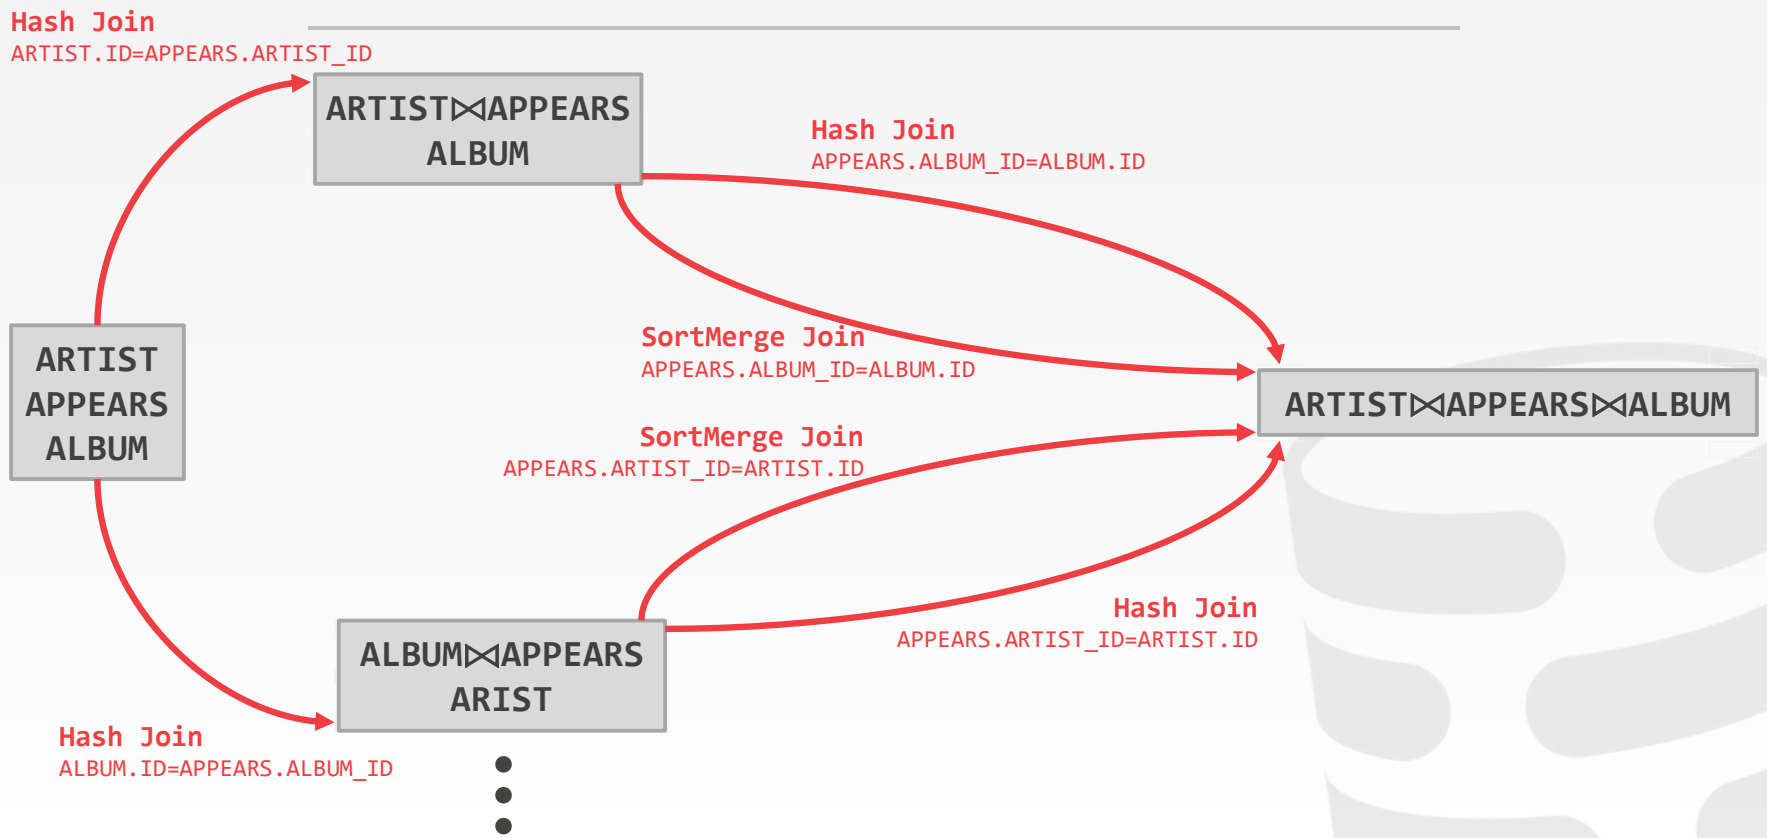 Hash Join
ARTIST.ID=APPEARS.ARTIST_ID
ARTIST⨝APPEARS
ALBUM
Hash Join
APPEARS.ALBUM_ID=ALBUM.ID
SortMerge Join
APPEARS.ALBUM_ID=ALBUM.ID
ARTIST
APPEARS
ALBUM
ARTIST⨝APPEARS⨝ALBUM
SortMerge Join
APPEARS.ARTIST_ID=ARTIST.ID
Hash Join
APPEARS.ARTIST_ID=ARTIST.ID
ALBUM⨝APPEARS
ARIST
Hash Join
ALBUM.ID=APPEARS.ALBUM_ID